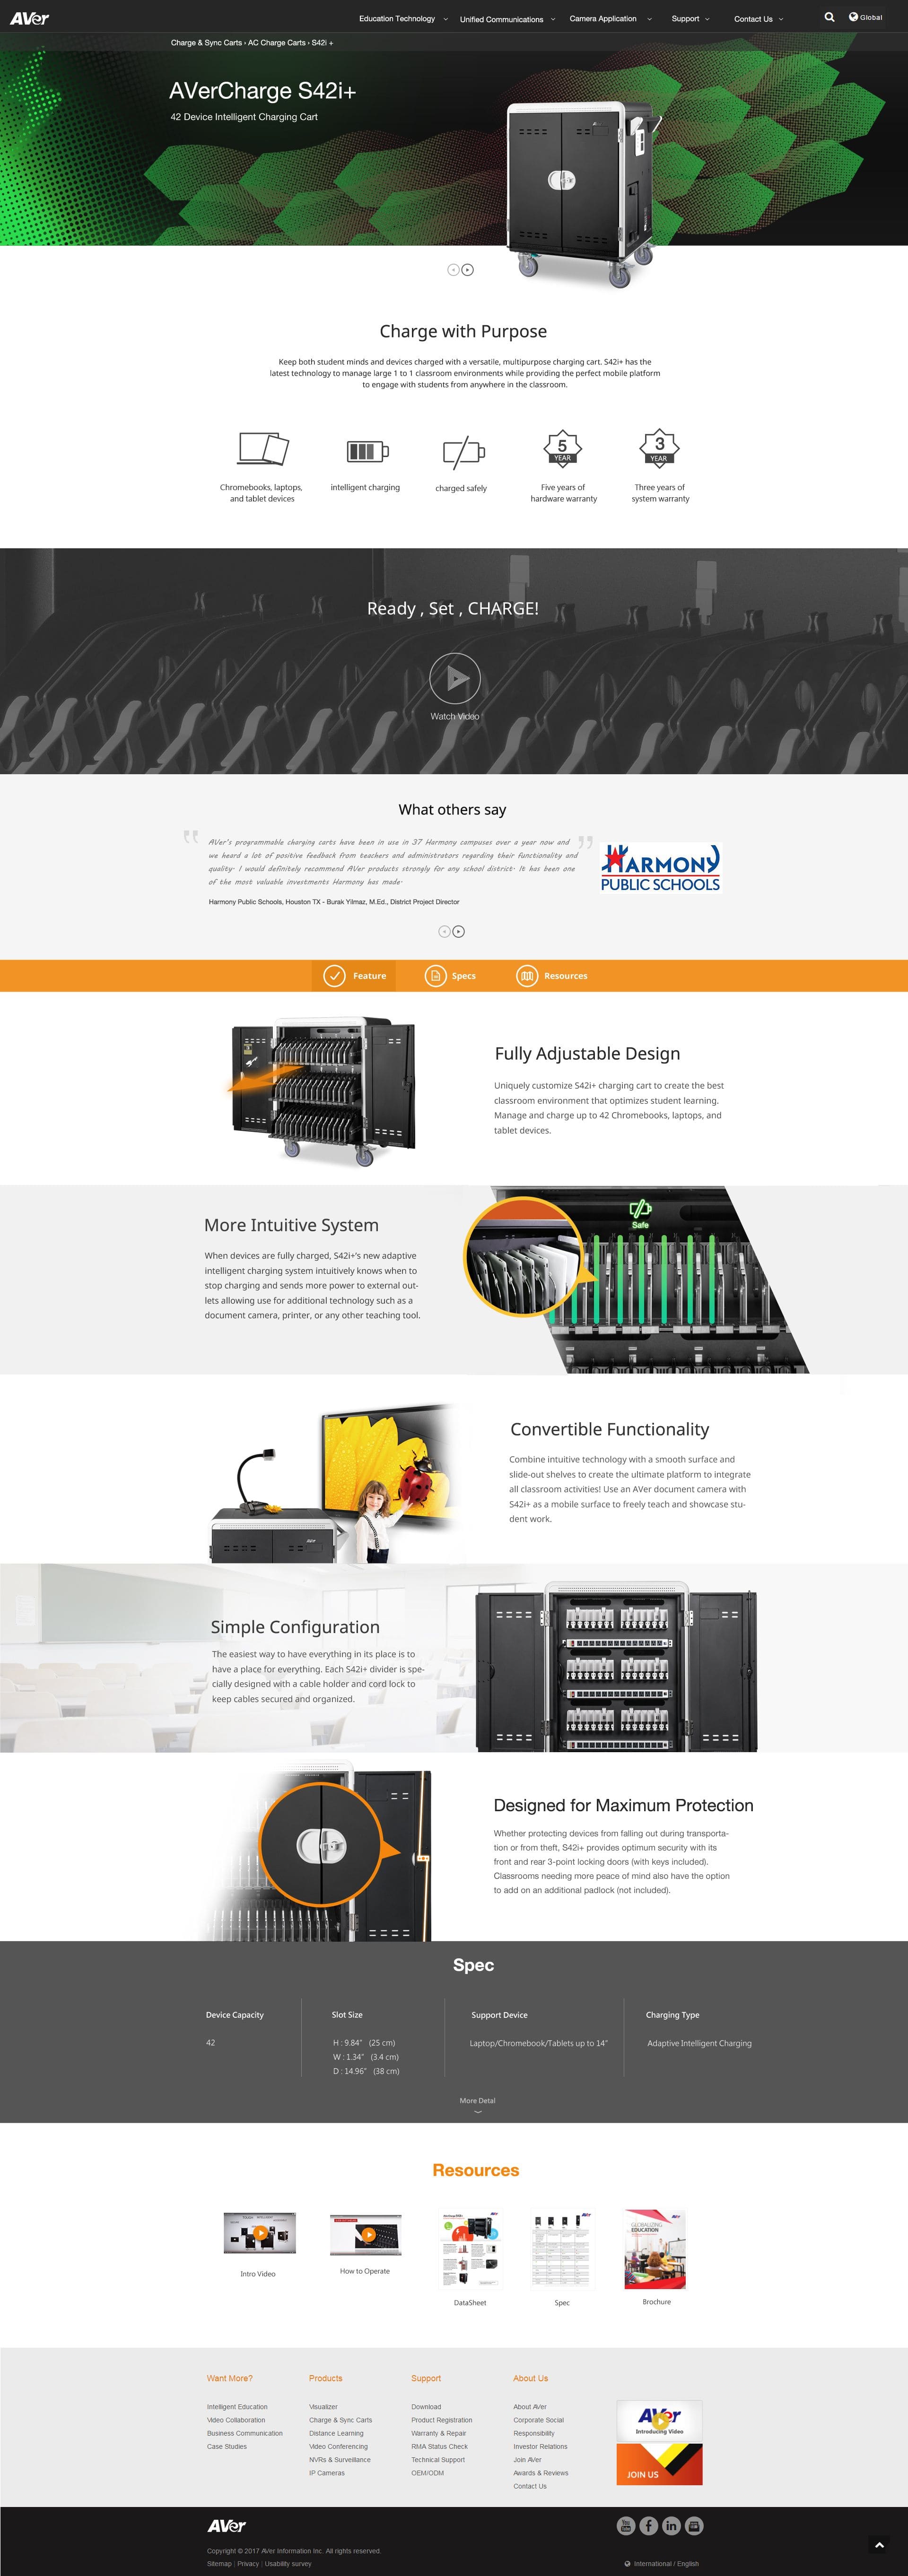 AVer
Education Technology
Unified Communications
Camera Application
Support
Contact Us
Global
Charge & Sync Carts › AC Charge Carts › S42i +
AVerCharge S42i+
42 Device Intelligent Charging Cart
Charge with Purpose
Keep both student minds and devices charged with a versatile, multipurpose charging cart. S42i+ has the
latest technology to manage large 1 to 1 classroom environments while providing the perfect mobile platform
to engage with students from anywhere in the classroom.
Chromebooks, laptops,
and tablet devices
intelligent charging
charged safely
5
YEAR
Five years of
hardware warranty
3
YEAR
Three years of
system warranty
Ready , Set , CHARGE!
Watch Video
What others say
AVer's programmable charging carts have been in use in 37 Harmony campuses over a year now and
we heard a lot of positive feedback from teachers and administrators regarding their functionality and
quality. I would definitely recommend AVer products strongly for any school district. It has been one
of the most valuable investments Harmony has made.
Harmony Public Schools, Houston TX - Burak Yilmaz, M.Ed., District Project Director
HARMONY
PUBLIC SCHOOLS
Feature
Specs
Resources
Fully Adjustable Design
Uniquely customize S42i+ charging cart to create the best
classroom environment that optimizes student learning.
Manage and charge up to 42 Chromebooks, laptops, and
tablet devices.
More Intuitive System
When devices are fully charged, S42i+'s new adaptive
intelligent charging system intuitively knows when to
stop charging and sends more power to external out-
lets allowing use for additional technology such as a
document camera, printer, or any other teaching tool.
Safe
Convertible Functionality
Combine intuitive technology with a smooth surface and
slide-out shelves to create the ultimate platform to integrate
all classroom activities! Use an AVer document camera with
S42i+ as a mobile surface to freely teach and showcase stu-
dent work.
AVer
Simple Configuration
The easiest way to have everything in its place is to
have a place for everything. Each S42i+ divider is spe-
cially designed with a cable holder and cord lock to
keep cables secured and organized.
Designed for Maximum Protection
Whether protecting devices from falling out during transporta-
tion or from theft, S42i+ provides optimum security with its
front and rear 3-point locking doors (with keys included).
Classrooms needing more peace of mind also have the option
to add on an additional padlock (not included).
Spec
Device Capacity
42
Slot Size
H : 9.84" (25 cm)
W : 1.34" (3.4 cm)
D : 14.96" (38 cm)
Support Device
Laptop/Chromebook/Tablets up to 14"
Charging Type
Adaptive Intelligent Charging
More Detal
Resources
Intro Video
How to Operate
DataSheet
Spec
GLOBALIZING
EDUCATION
Brochure
Want More?
Intelligent Education
Video Collaboration
Business Communication
Case Studies
Products
Visualizer
Charge & Sync Carts
Distance Learning
Video Conferencing
NVRs & Surveillance
IP Cameras
Support
Download
Product Registration
Warranty & Repair
RMA Status Check
Technical Support
OEM/ODM
About Us
About AVer
Corporate Social
Responsibility
Investor Relations
Join AVer
Awards & Reviews
Contact Us
AVer
Introducing Video
JOIN US
AVer
Copyright © 2017 AVer Information Inc. All rights reserved.
Sitemap | Privacy | Usability survey
International / English